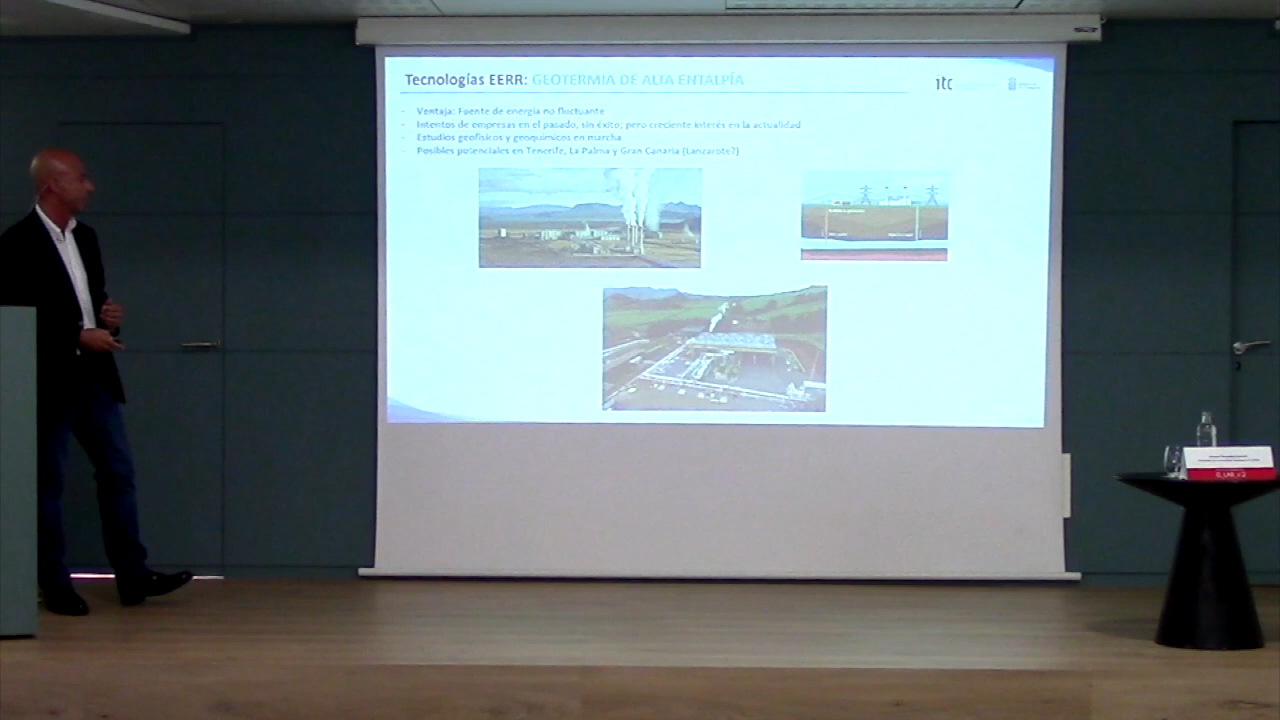 Tecnologías EERR: GEOTERMIA DE ALTA ENTALPÍA
itc
- Ventaja: Fuente de energía no fluctuante
- Intentos de empresas en el pasado, sin éxito; pero creciente interés en la actualidad
- Estudios geofísicos y geoquímicos en marcha
- Posibles potenciales en Tenerife, La Palma y Gran Canaria (Lanzarote?)